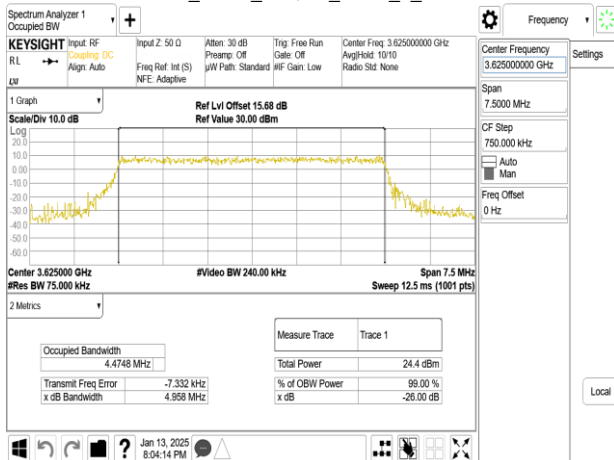 Spectrum Analyzer 1
Occupied BW
Frequency
KEYSIGHT
RL
Input: RF
Coupling: DC
Align: Auto
Input Z: 50 Ω
Freq Ref: Int (S)
NFE: Adaptive
Atten: 30 dB
Preamp: Off
µW Path: Standard
Trig: Free Run
Gate: Off
#IF Gain: Low
Center Freq: 3.625000000 GHz
Avg|Hold: 10/10
Radio Std: None
Center Frequency
3.625000000 GHz
Settings
Span
7.5000 MHz
CF Step
750.000 kHz
Auto
Man
Freq Offset
0 Hz
Local
1 Graph
Scale/Div 10.0 dB
Ref Lvl Offset 15.68 dB
Ref Value 30.00 dBm
Log
20.0
10.0
0.00
-10.0
-20.0
-30.0
-40.0
-50.0
-60.0
Center 3.625000 GHz
#Video BW 240.00 kHz
Span 7.5 MHz
#Res BW 75.000 kHz
Sweep 12.5 ms (1001 pts)
2 Metrics
Measure Trace Trace 1
Occupied Bandwidth
4.4748 MHz
Total Power 24.4 dBm
Transmit Freq Error -7.332 kHz
% of OBW Power 99.00 %
x dB Bandwidth 4.958 MHz
x dB -26.00 dB
?
Jan 13, 2025
8:04:14 PM